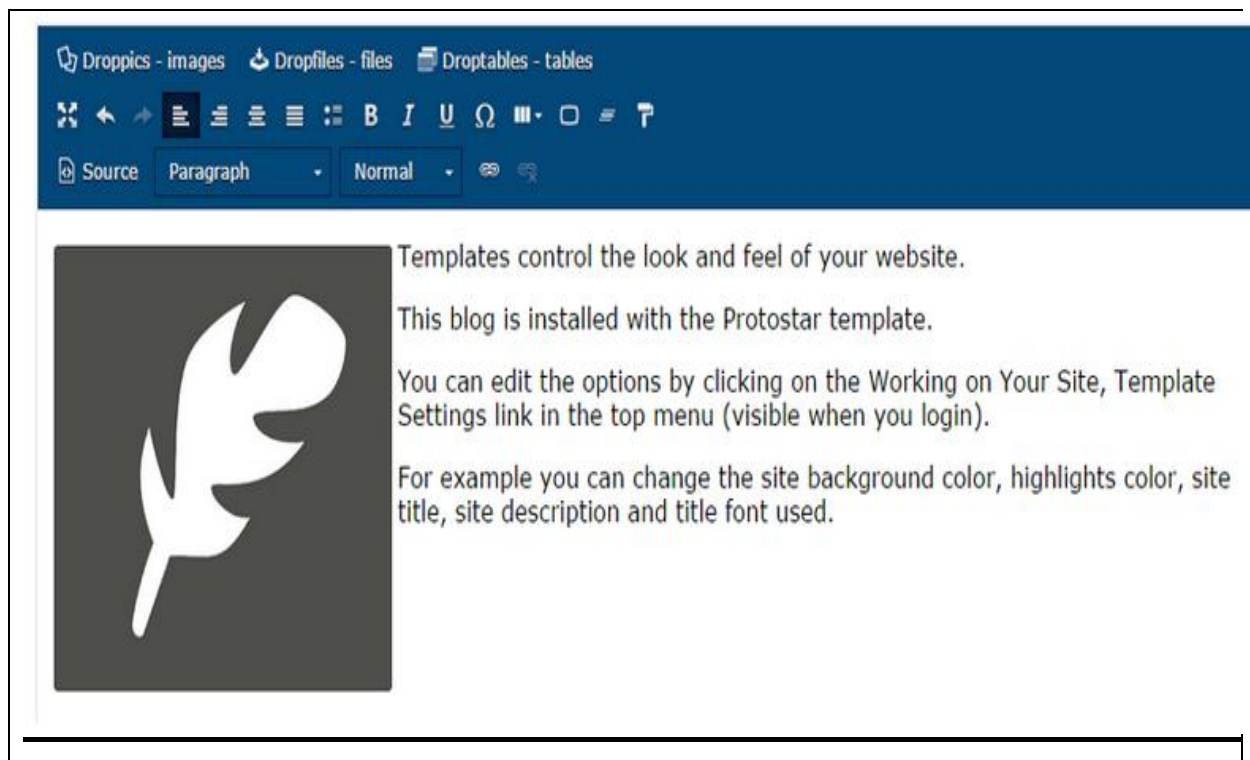 Droppics - images Dropfiles - files Droptables - tables
B I U Ω
Source Paragraph Normal
Templates control the look and feel of your website.
This blog is installed with the Protostar template.
You can edit the options by clicking on the Working on Your Site, Template
Settings link in the top menu (visible when you login).
For example you can change the site background color, highlights color, site
title, site description and title font used.